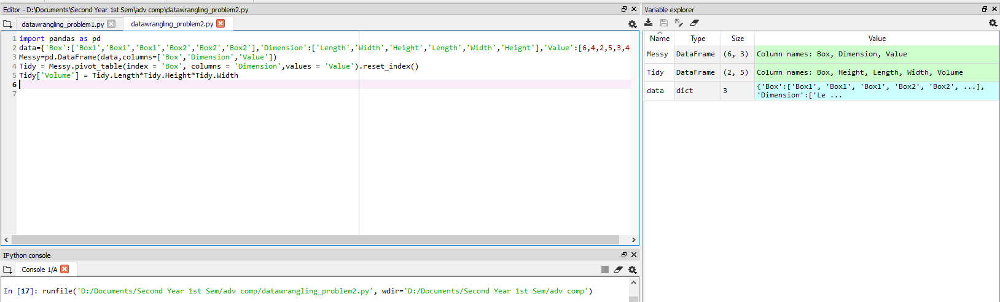 Editor - D:\Documents\Second Year 1st Sem\adv comp\datawrangling_problem2.py
datawrangling_problem1.py
datawrangling_problem2.py
1 import pandas as pd
2 data={'Box':['Box1','Box1','Box1','Box2','Box2','Box2'],'Dimension':['Length','Width','Height','Length','Width','Height'],'Value':[6,4,2,5,3,4
3 Messy=pd.DataFrame(data,columns=['Box','Dimension','Value'])
4 Tidy = Messy.pivot_table(index = 'Box', columns = 'Dimension',values = 'Value').reset_index()
5 Tidy['Volume'] = Tidy.Length*Tidy.Height*Tidy.Width
6
7
IPython console
Console 1/A
In [17]: runfile('D:/Documents/Second Year 1st Sem/adv comp/datawrangling_problem2.py', wdir='D:/Documents/Second Year 1st Sem/adv comp')
Variable explorer
Name Type Size Value
Messy DataFrame (6, 3) Column names: Box, Dimension, Value
Tidy DataFrame (2, 5) Column names: Box, Height, Length, Width, Volume
data dict 3 {'Box':['Box1', 'Box1', 'Box1', 'Box2', 'Box2', ...],
'Dimension':['Le ...